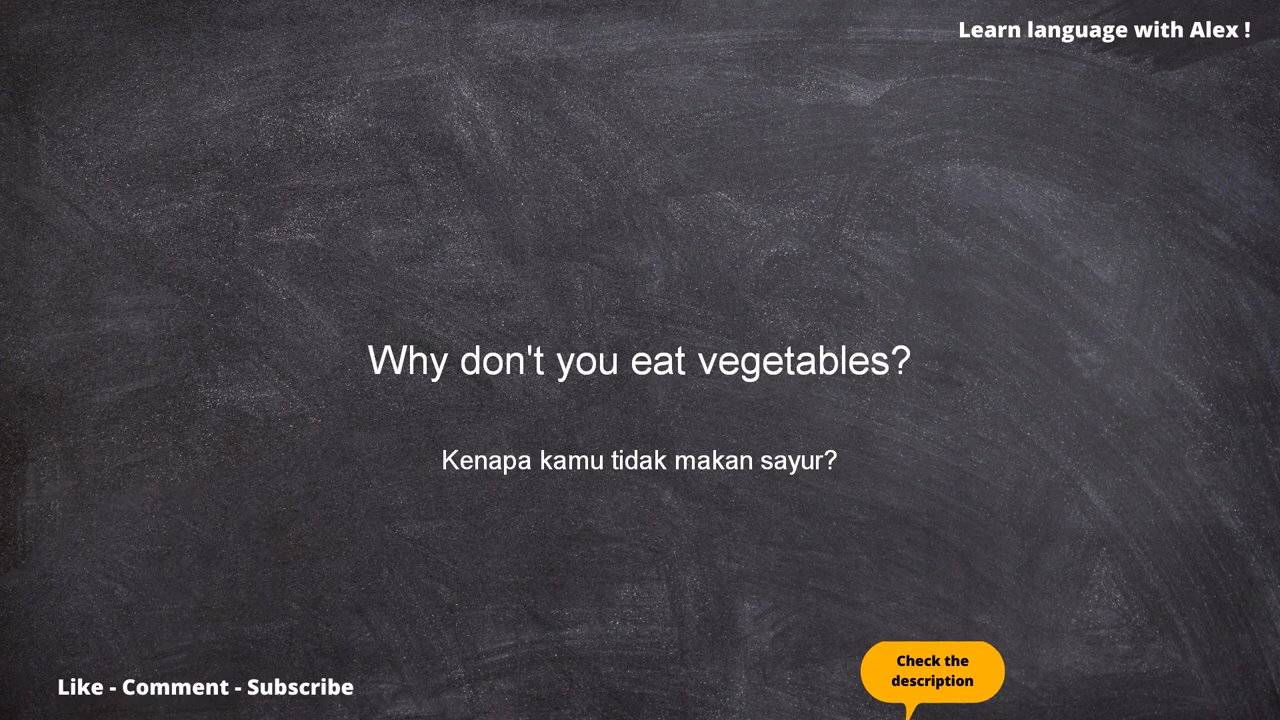 Learn language with Alex !
Why don't you eat vegetables?
Kenapa kamu tidak makan sayur?
Like - Comment - Subscribe
Check the
description